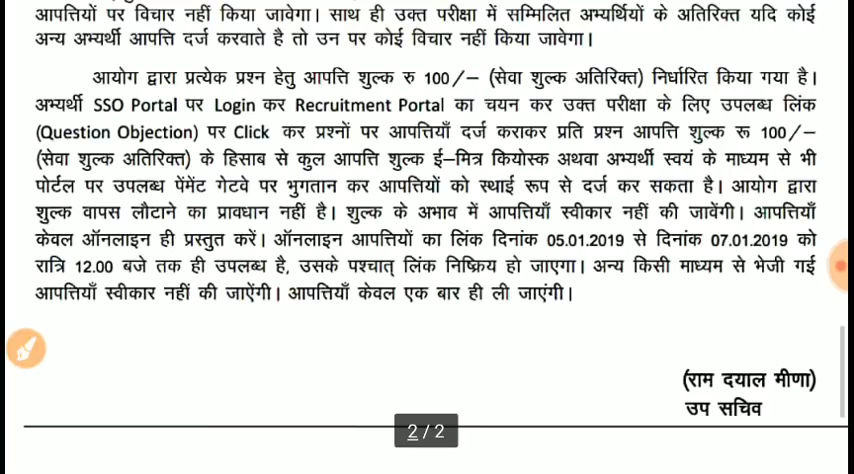 आपत्तियों पर विचार नहीं किया जावेगा। साथ ही उक्त परीक्षा में सम्मिलित अभ्यर्थियों के अतिरिक्त यदि कोई
अन्य अभ्यर्थी आपत्ति दर्ज करवाते है तो उन पर कोई विचार नहीं किया जावेगा।
आयोग द्वारा प्रत्येक प्रश्न हेतु आपत्ति शुल्क रु 100/– (सेवा शुल्क अतिरिक्त) निर्धारित किया गया है।
अभ्यर्थी SSO Portal पर Login कर Recruitment Portal का चयन कर उक्त परीक्षा के लिए उपलब्ध लिंक
(Question Objection) पर Click कर प्रश्नों पर आपत्तियाँ दर्ज कराकर प्रति प्रश्न आपत्ति शुल्क रू 100/–
(सेवा शुल्क अतिरिक्त) के हिसाब से कुल आपत्ति शुल्क ई–मित्र कियोस्क अथवा अभ्यर्थी स्वयं के माध्यम से भी
पोर्टल पर उपलब्ध पेंमेंट गेटवे पर भुगतान कर आपत्तियों को स्थाई रूप से दर्ज कर सकता है। आयोग द्वारा
शुल्क वापस लौटाने का प्रावधान नहीं है। शुल्क के अभाव में आपत्तियाँ स्वीकार नहीं की जावेंगी। आपत्तियाँ
केवल ऑनलाइन ही प्रस्तुत करें। ऑनलाइन आपत्तियों का लिंक दिनांक 05.01.2019 से दिनांक 07.01.2019 को
रात्रि 12.00 बजे तक ही उपलब्ध है, उसके पश्चात् लिंक निष्क्रिय हो जाएगा। अन्य किसी माध्यम से भेजी गई
आपत्तियाँ स्वीकार नहीं की जाऐंगी। आपत्तियाँ केवल एक बार ही ली जाएंगी।
(राम दयाल मीणा)
उप सचिव
2 / 2